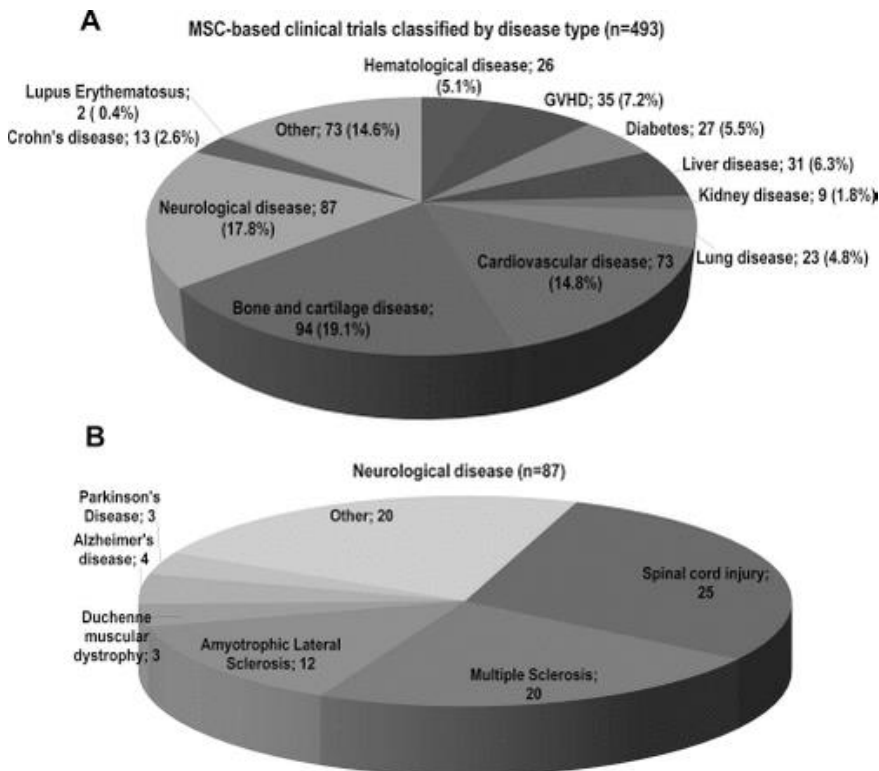 A
MSC-based clinical trials classified by disease type (n=493)
Hematological disease; 26
(5.1%)
GVHD; 35 (7.2%)
Diabetes; 27 (5.5%)
Liver disease; 31 (6.3%)
Kidney disease; 9 (1.8%)
Lung disease; 23 (4.8%)
Cardiovascular disease; 73
(14.8%)
Bone and cartilage disease;
94 (19.1%)
Neurological disease; 87
(17.8%)
Crohn's disease; 13 (2.6%)
Lupus Erythematosus;
2 ( 0.4%)
Other; 73 (14.6%)
B
Neurological disease (n=87)
Spinal cord injury;
25
Multiple Sclerosis;
20
Amyotrophic Lateral
Sclerosis; 12
Duchenne
muscular
dystrophy; 3
Alzheimer's
disease; 4
Parkinson's
Disease; 3
Other; 20